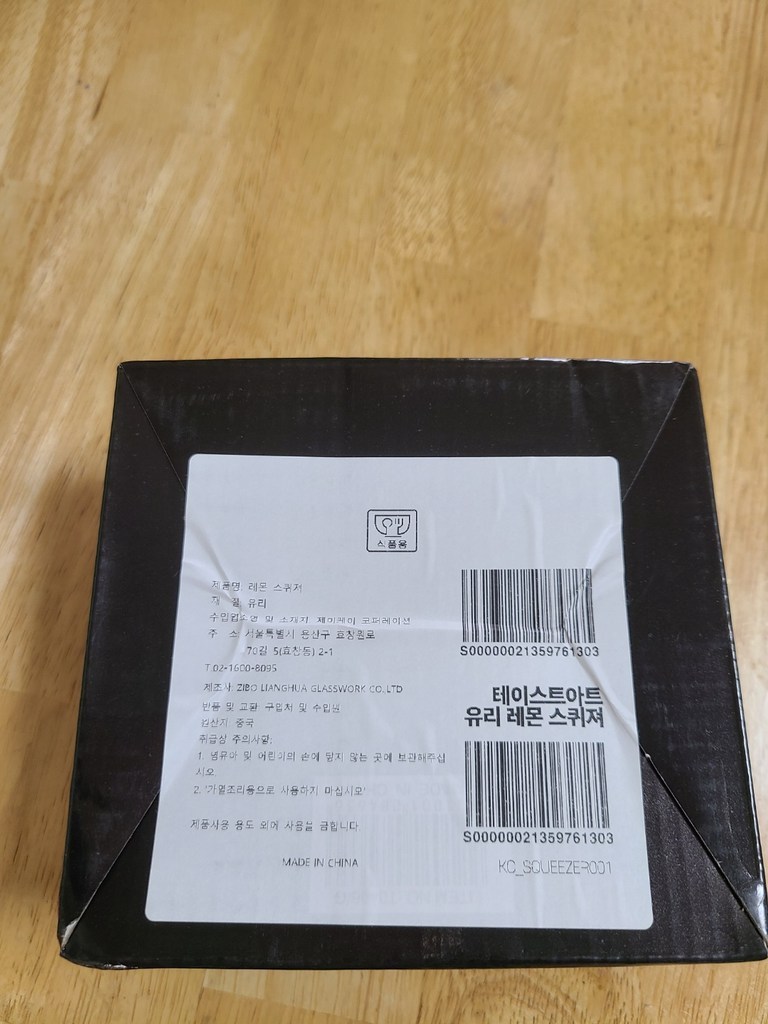 식품용
제품명: 레몬 스퀴저
재 질: 유리
수입업소명 및 소재지: 제이케이 코퍼레이션
주 소: 서울특별시 용산구 효창원로
70길 5(효창동) 2-1
T.02-1600-8095
제조사: ZIBO LIANGHUA GLASSWORK CO.,LTD
반품 및 교환: 구입처 및 수입원
원산지: 중국
취급상 주의사항:
1. 영유아 및 어린이의 손에 닿지 않는 곳에 보관해주십
시오.
2. '가열조리용으로 사용하기 마십시오'
제품사용 용도 외에 사용을 금합니다.
MADE IN CHINA
S00000021359761303
테이스트아트
유리 레몬 스퀴져
S00000021359761303
KC_SQUEEZER001